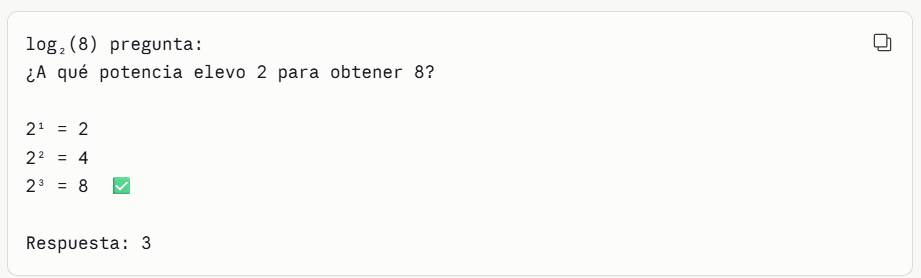 log₂(8) pregunta:
¿A qué potencia elevo 2 para obtener 8?
2¹ = 2
2² = 4
2³ = 8 ✅
Respuesta: 3